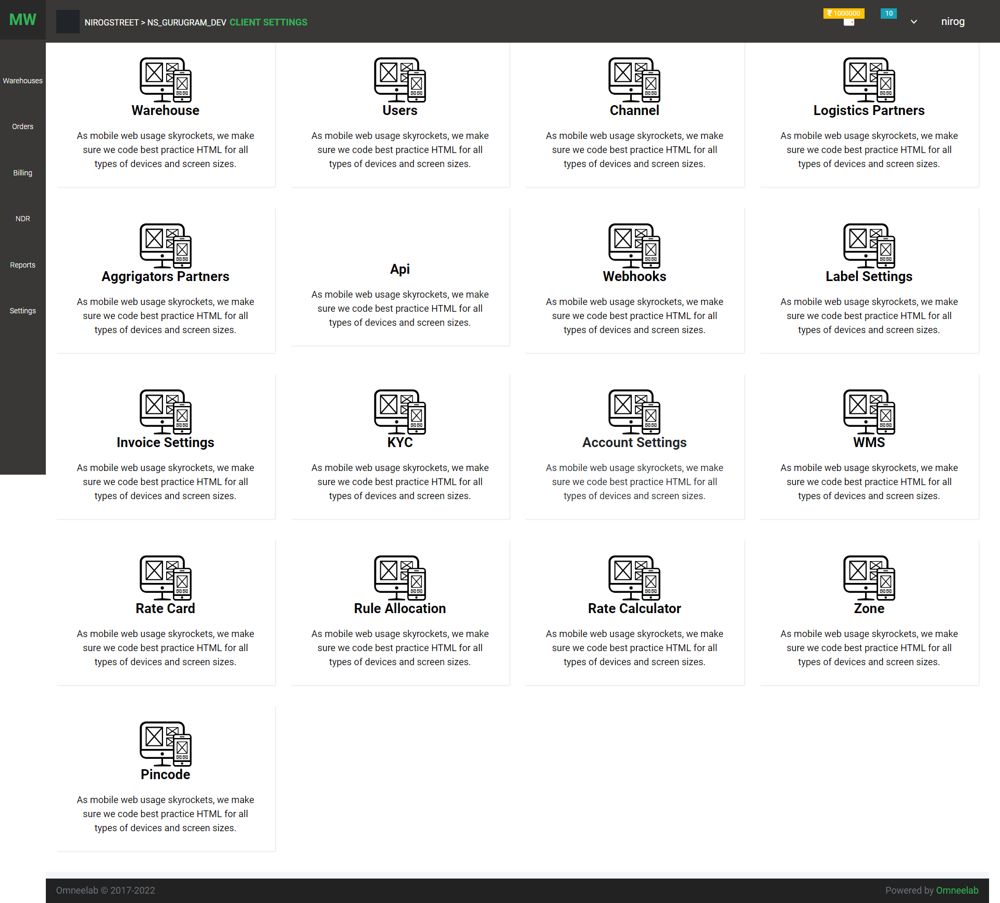 MW
NIROGSTREET > NS_GURUGRAM_DEV CLIENT SETTINGS
₹ 1000000
10
nirog
Warehouses
Orders
Billing
NDR
Reports
Settings
Warehouse
As mobile web usage skyrockets, we make
sure we code best practice HTML for all
types of devices and screen sizes.
Users
As mobile web usage skyrockets, we make
sure we code best practice HTML for all
types of devices and screen sizes.
Channel
As mobile web usage skyrockets, we make
sure we code best practice HTML for all
types of devices and screen sizes.
Logistics Partners
As mobile web usage skyrockets, we make
sure we code best practice HTML for all
types of devices and screen sizes.
Aggrigators Partners
As mobile web usage skyrockets, we make
sure we code best practice HTML for all
types of devices and screen sizes.
Api
As mobile web usage skyrockets, we make
sure we code best practice HTML for all
types of devices and screen sizes.
Webhooks
As mobile web usage skyrockets, we make
sure we code best practice HTML for all
types of devices and screen sizes.
Label Settings
As mobile web usage skyrockets, we make
sure we code best practice HTML for all
types of devices and screen sizes.
Invoice Settings
As mobile web usage skyrockets, we make
sure we code best practice HTML for all
types of devices and screen sizes.
KYC
As mobile web usage skyrockets, we make
sure we code best practice HTML for all
types of devices and screen sizes.
Account Settings
As mobile web usage skyrockets, we make
sure we code best practice HTML for all
types of devices and screen sizes.
WMS
As mobile web usage skyrockets, we make
sure we code best practice HTML for all
types of devices and screen sizes.
Rate Card
As mobile web usage skyrockets, we make
sure we code best practice HTML for all
types of devices and screen sizes.
Rule Allocation
As mobile web usage skyrockets, we make
sure we code best practice HTML for all
types of devices and screen sizes.
Rate Calculator
As mobile web usage skyrockets, we make
sure we code best practice HTML for all
types of devices and screen sizes.
Zone
As mobile web usage skyrockets, we make
sure we code best practice HTML for all
types of devices and screen sizes.
Pincode
As mobile web usage skyrockets, we make
sure we code best practice HTML for all
types of devices and screen sizes.
Omneelab © 2017-2022
Powered by Omneelab